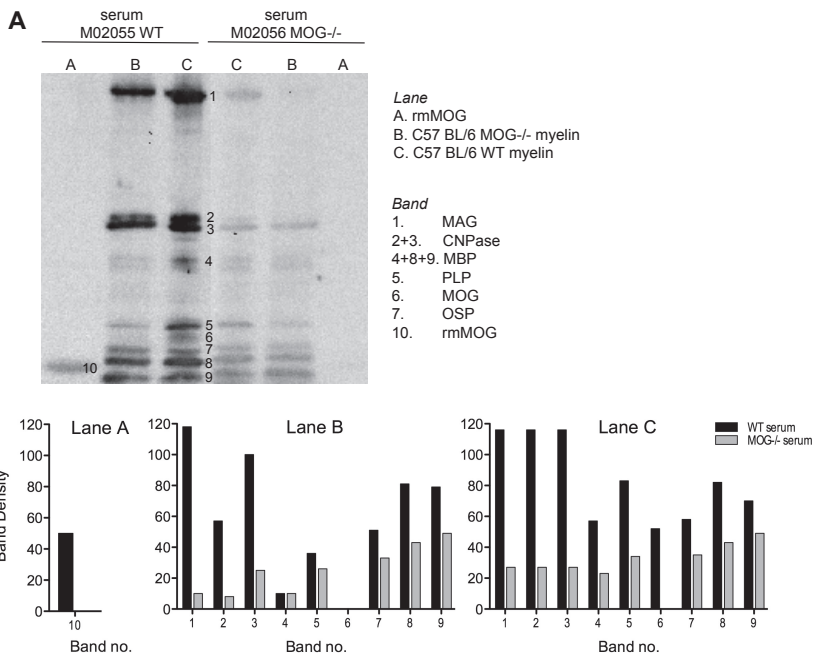 A
serum
M02055 WT
serum
M02056 MOG-/-
A B C C B A
1
2
3
4
5
6
7
8
9
10
Lane
A. rmMOG
B. C57 BL/6 MOG-/- myelin
C. C57 BL/6 WT myelin
Band
1. MAG
2+3. CNPase
4+8+9. MBP
5. PLP
6. MOG
7. OSP
10. rmMOG
Lane A
120
100
80
60
40
20
0
10
Band no.
Band Density
Lane B
120
100
80
60
40
20
0
1 2 3 4 5 6 7 8 9
Band no.
Lane C
120
100
80
60
40
20
0
1 2 3 4 5 6 7 8 9
Band no.
WT serum
MOG-/- serum